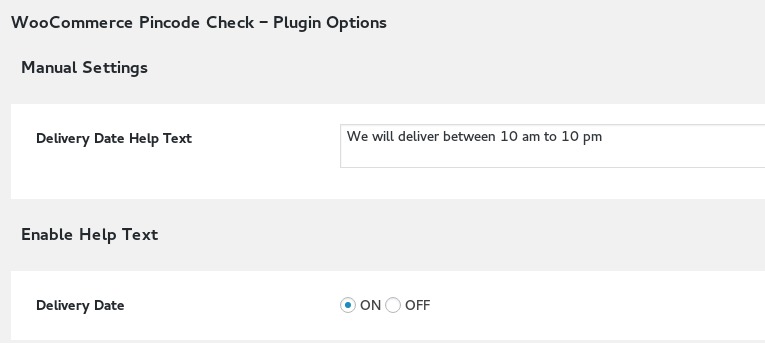 WooCommerce Pincode Check – Plugin Options
Manual Settings
Delivery Date Help Text
We will deliver between 10 am to 10 pm
Enable Help Text
Delivery Date
ON OFF